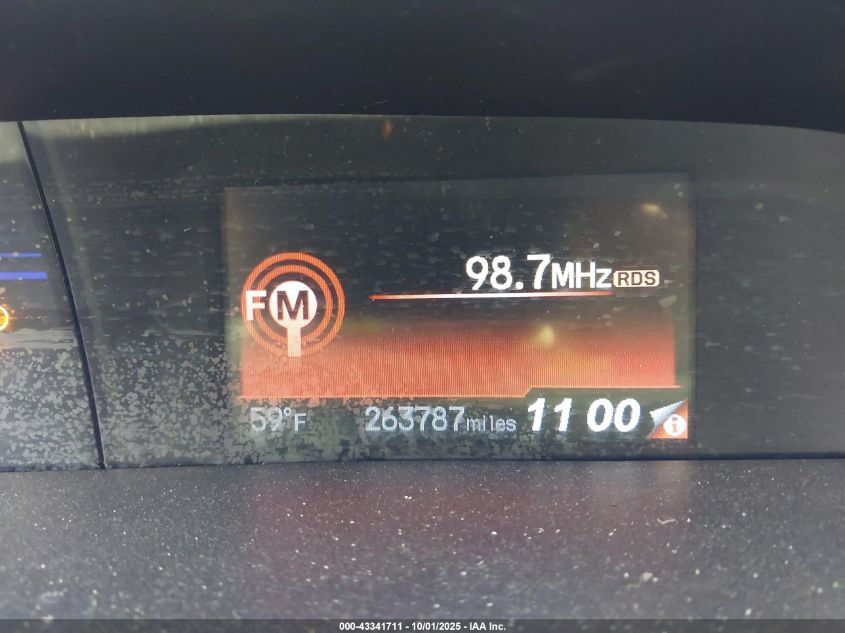 98.7MHz RDS
FM
59°F 263787miles 11 00 i
000-43341711 - 10/01/2025 - IAA Inc.